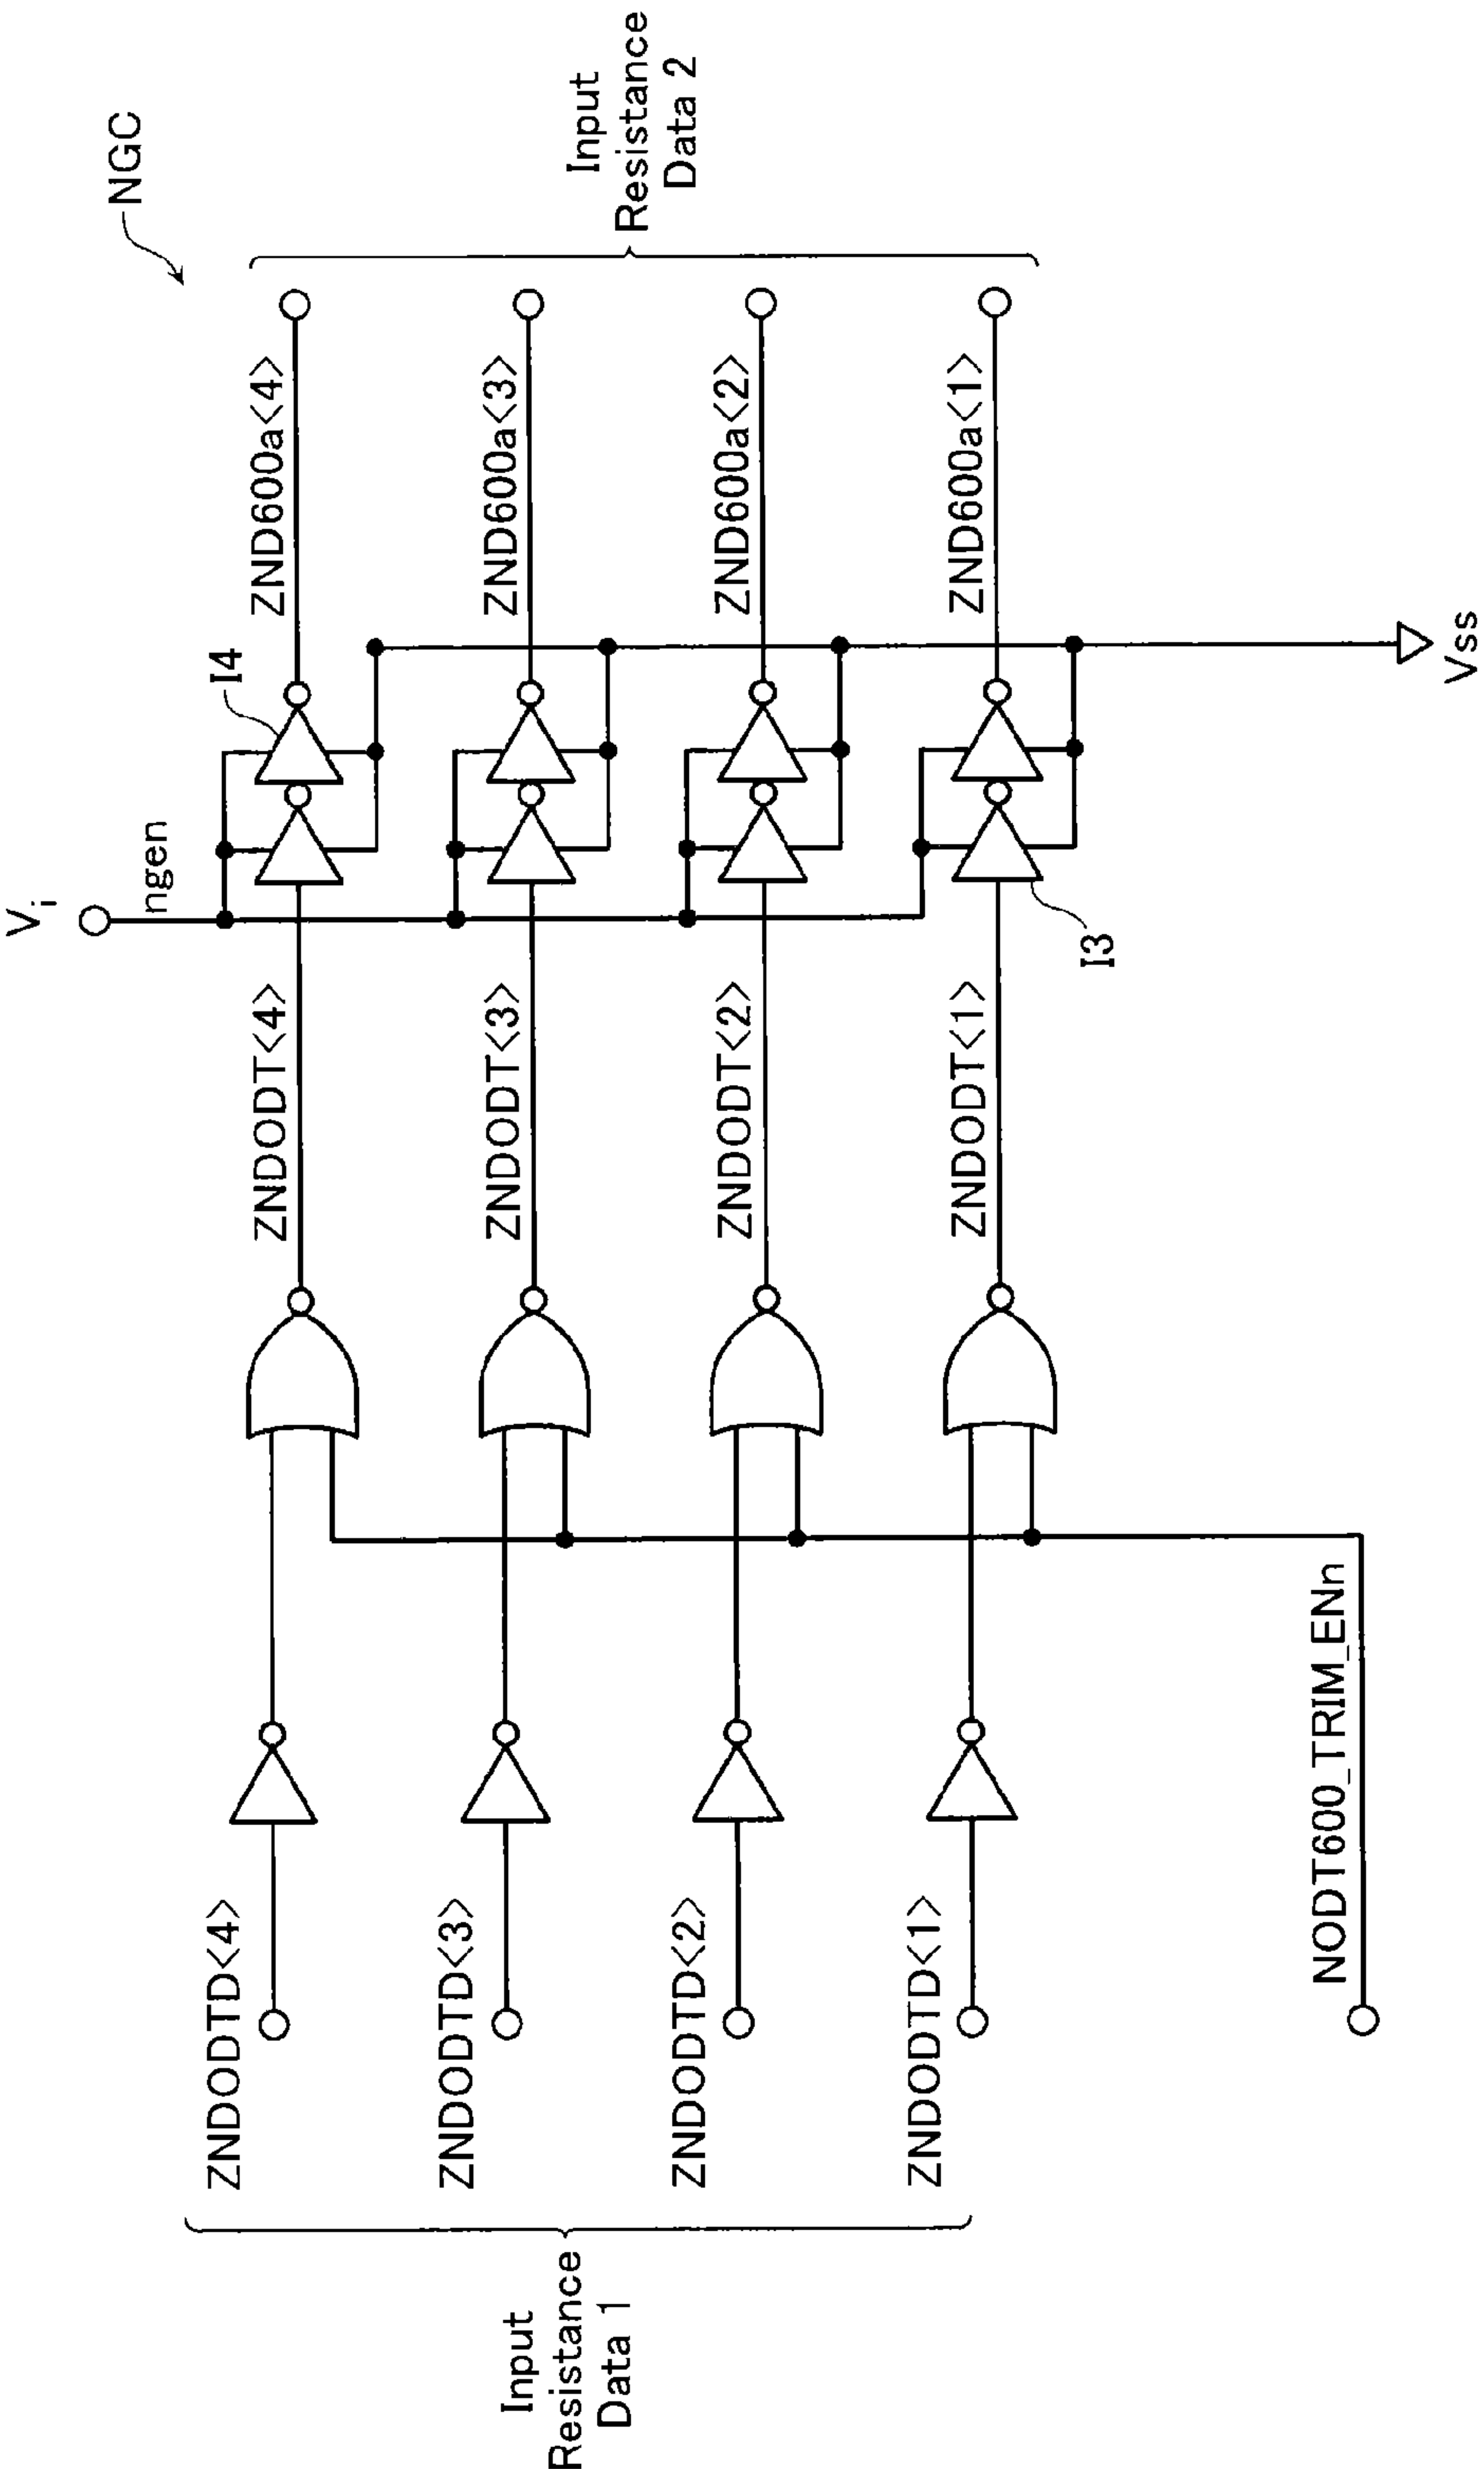 NGC
Vi
ngen
I4
Input
Resistance
Data 1
ZNDODTD<4>
ZNDODT<4>
ZND600a<4>
ZNDODTD<3>
ZNDODT<3>
ZND600a<3>
ZNDODTD<2>
ZNDODT<2>
ZND600a<2>
ZNDODTD<1>
ZNDODT<1>
ZND600a<1>
Input
Resistance
Data 2
I3
NODT600_TRIM_ENn
Vss